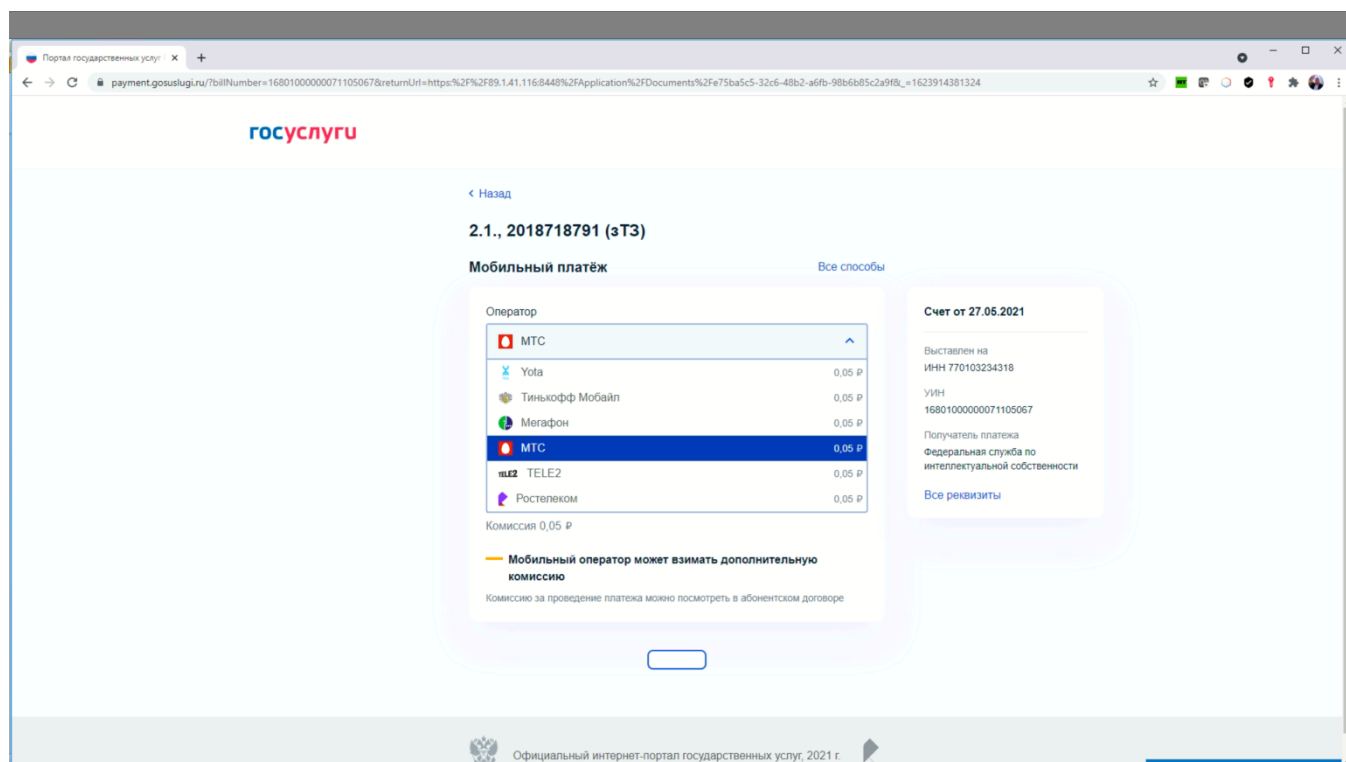 Портал государственных услуг
payment.gosuslugi.ru/?billNumber=16801000000071105067&returnUrl=https:%2F%2F89.1.41.116:8448%2FApplication%2FDocuments%2Fe75ba5c5-32c6-48b2-a6fb-98b6b85c2a9f&_=1623914381324
госуслуги
Назад
2.1., 2018718791 (зТЗ)
Мобильный платёж
Все способы
Оператор
МТС
Yota 0,05 ₽
Тинькофф Мобайл 0,05 ₽
Мегафон 0,05 ₽
МТС 0,05 ₽
TELE2 TELE2 0,05 ₽
Ростелеком 0,05 ₽
Комиссия 0,05 ₽
Мобильный оператор может взимать дополнительную
комиссию
Комиссию за проведение платежа можно посмотреть в абонентском договоре
Счет от 27.05.2021
Выставлен на
ИНН 770103234318
УИН
16801000000071105067
Получатель платежа
Федеральная служба по
интеллектуальной собственности
Все реквизиты
Официальный интернет-портал государственных услуг, 2021 г.